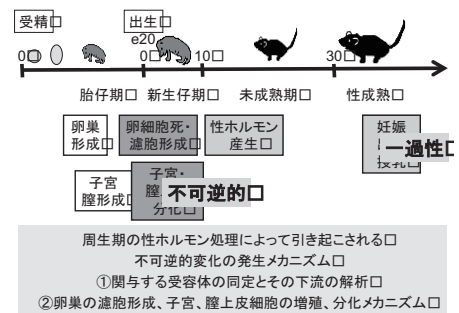 受精□
出生□
e20
0□
0□
10□
30□
胎仔期□
新生仔期□
未成熟期□
性成熟□
卵巣
形成□
卵細胞死・
濾胞形成□
性ホルモン
産生□
妊娠
一過性□
授乳□
子宮
膣形成□
子宮・
膣
不可逆的□
分化□
周生期の性ホルモン処理によって引き起こされる□
不可逆的変化の発生メカニズム□
①関与する受容体の同定とその下流の解析□
②卵巣の濾胞形成、子宮、膣上皮細胞の増殖、分化メカニズム□